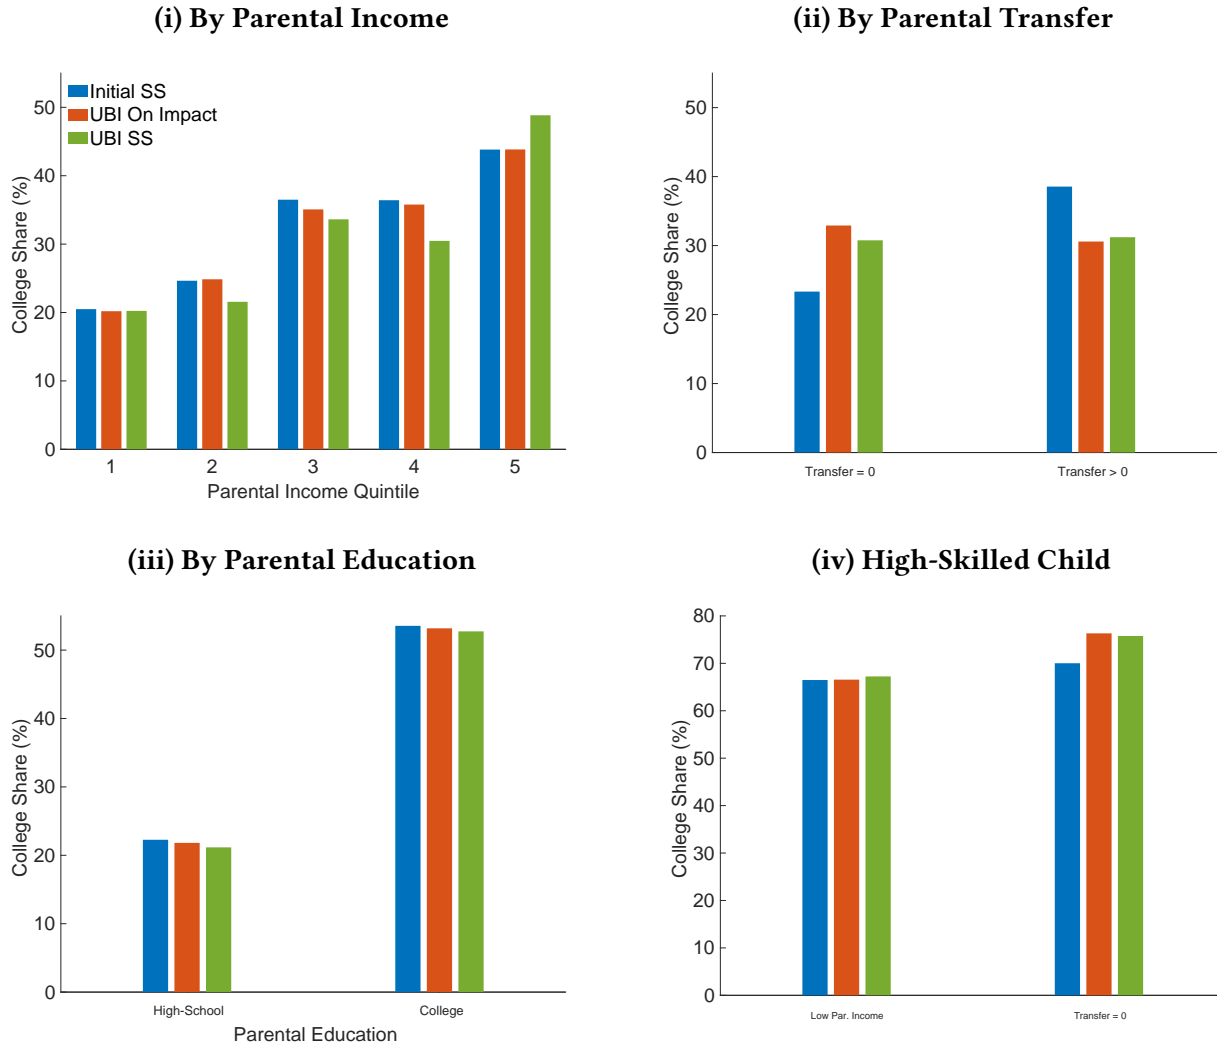 (i) By Parental Income
College Share (%)
50
40
30
20
10
0
Initial SS
UBI On Impact
UBI SS
1 2 3 4 5
Parental Income Quintile
(ii) By Parental Transfer
College Share (%)
50
40
30
20
10
0
Transfer = 0 Transfer > 0
(iii) By Parental Education
College Share (%)
50
40
30
20
10
0
High-School College
Parental Education
(iv) High-Skilled Child
College Share (%)
80
70
60
50
40
30
20
10
0
Low Par. Income Transfer = 0